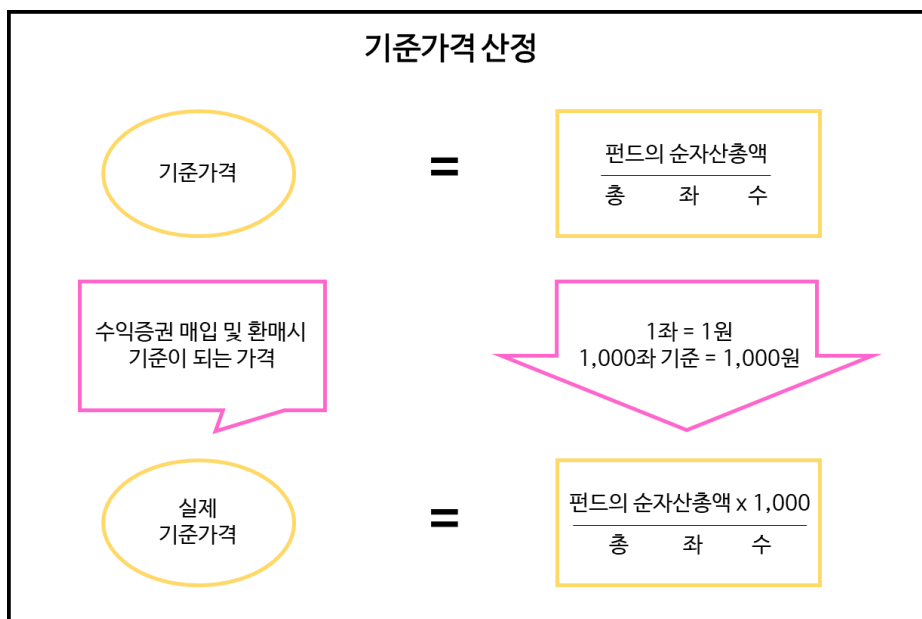 기준가격 산정
기준가격
=
펀드의 순자산총액
총 좌 수
수익증권 매입 및 환매시
기준이 되는 가격
1좌 = 1원
1,000좌 기준 = 1,000원
실제
기준가격
=
펀드의 순자산총액 x 1,000
총 좌 수